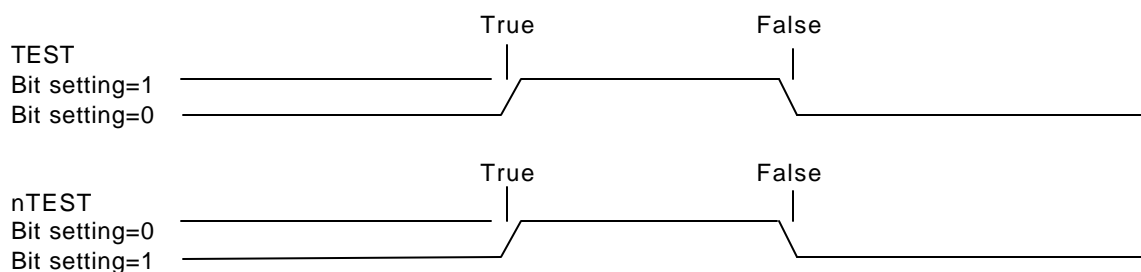 True False
TEST
Bit setting=1
Bit setting=0
True False
nTEST
Bit setting=0
Bit setting=1